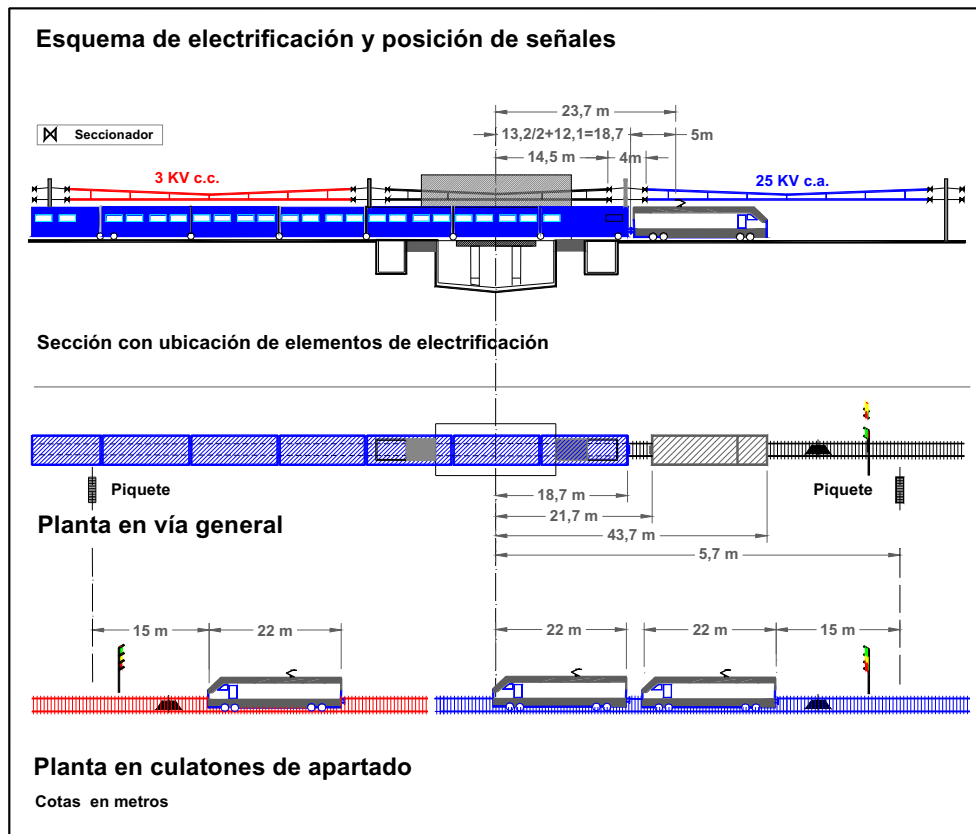 Esquema de electrificación y posición de señales
23,7 m
Seccionador
13,2/2+12,1=18,7
5m
14,5 m
4m
3 KV c.c.
25 KV c.a.
Sección con ubicación de elementos de electrificación
Piquete
Piquete
18,7 m
Planta en vía general
21,7 m
43,7 m
5,7 m
15 m
22 m
22 m
22 m
15 m
Planta en culatones de apartado
Cotas en metros